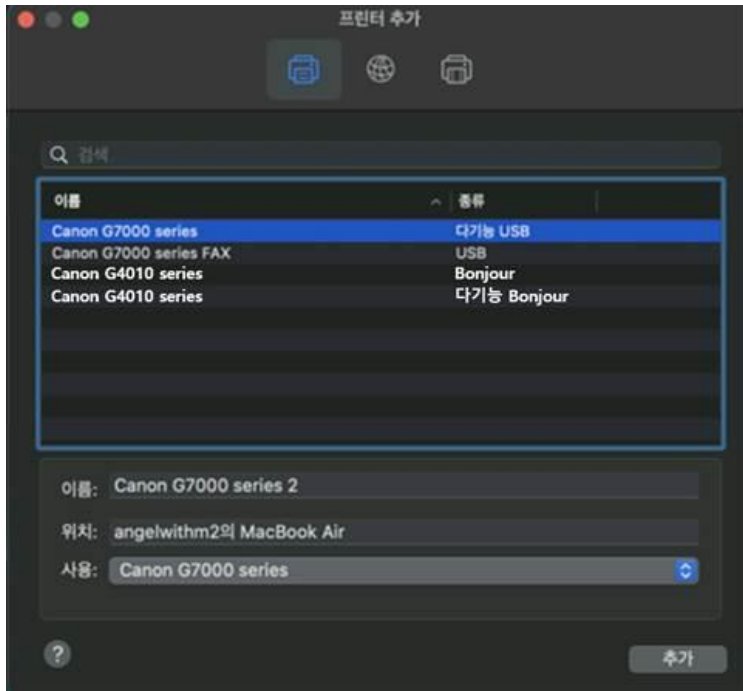 프린터 추가
검색
이름 종류
Canon G7000 series 다기능 USB
Canon G7000 series FAX USB
Canon G4010 series Bonjour
Canon G4010 series 다기능 Bonjour
이름: Canon G7000 series 2
위치: angelwithm2의 MacBook Air
사용: Canon G7000 series
?
추가